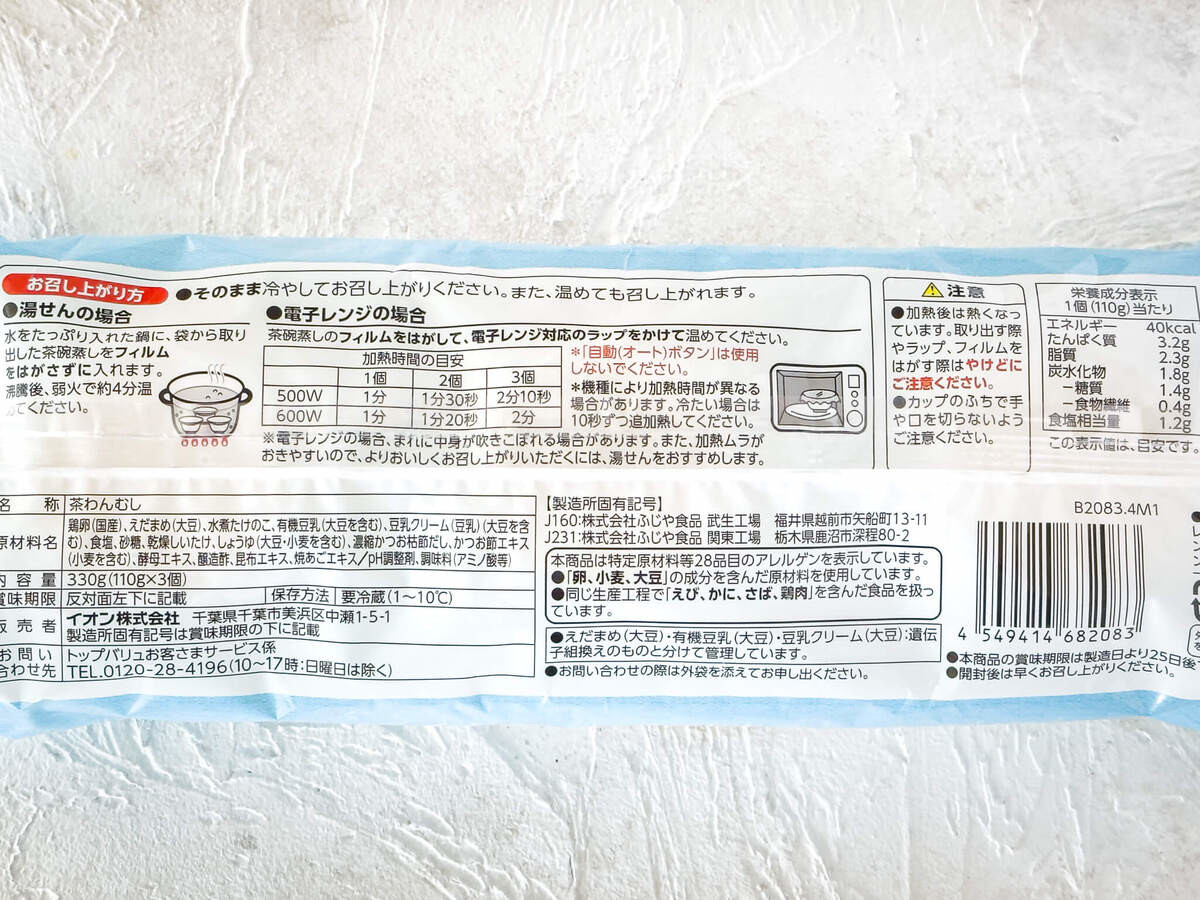 お召し上がり方
●そのまま冷やしてお召し上がりください。また、温めても召し上がれます。
●湯せんの場合
水をたっぷり入れた鍋に、袋から取り
出した茶碗蒸しをフィルム
をはがさずに入れます。
沸騰後、弱火で約4分温
めてください。
●電子レンジの場合
茶碗蒸しのフィルムをはがして、電子レンジ対応のラップをかけて温めてください。
加熱時間の目安
1個 2個 3個
500W 1分 1分30秒 2分10秒
600W 1分 1分20秒 2分
＊「自動(オート)ボタン」は使用
しないでください。
＊機種により加熱時間が異なる
場合があります。冷たい場合は
10秒ずつ追加熱してください。
※電子レンジの場合、まれに中身が吹きこぼれる場合があります。また、加熱ムラが
おきやすいので、よりおいしくお召し上がりいただくには、湯せんをおすすめします。
注意
●加熱後は熱くなっ
ています。取り出す際
やラップ、フィルムを
はがす際はやけどに
ご注意ください。
●カップのふちで手
や口を切らないよう
ご注意ください。
栄養成分表示
1個(110g)当たり
エネルギー 40kcal
たんぱく質 3.2g
脂質 2.3g
炭水化物 1.8g
－糖質 1.4g
－食物繊維 0.4g
食塩相当量 1.2g
この表示値は、目安です。
名 称 茶わんむし
原材料名 鶏卵(国産)、えだまめ(大豆)、水煮たけのこ、有機豆乳(大豆を含む)、豆乳クリーム(豆乳)(大豆を含
む)、食塩、砂糖、乾燥しいたけ、しょうゆ(大豆・小麦を含む)、濃縮かつお枯節だし、かつお節エキス
(小麦を含む)、酵母エキス、醸造酢、昆布エキス、焼あごエキス/pH調整剤、調味料(アミノ酸等)
内 容 量 330g(110g×3個)
賞味期限 反対面左下に記載 保存方法 要冷蔵(1～10℃)
販 売 者 イオン株式会社 千葉県千葉市美浜区中瀬1-5-1
製造所固有記号は賞味期限の下に記載
お問い
合わせ先 トップバリュお客さまサービス係
TEL.0120-28-4196(10～17時:日曜日は除く)
【製造所固有記号】
J160:株式会社ふじや食品 武生工場 福井県越前市矢船町13-11
J231:株式会社ふじや食品 関東工場 栃木県鹿沼市深程80-2
本商品は特定原材料等28品目のアレルゲンを表示しています。
●「卵、小麦、大豆」の成分を含んだ原材料を使用しています。
●同じ生産工程で「えび、かに、さば、鶏肉」を含んだ食品を扱っ
ています。
●えだまめ(大豆)・有機豆乳(大豆)・豆乳クリーム(大豆):遺伝
子組換えのものと分けて管理しています。
●お問い合わせの際は外袋を添えてお申し出ください。
B2083.4M1
4 549414 682083
●本商品の賞味期限は製造日より25日後
●開封後は早くお召し上がりください。